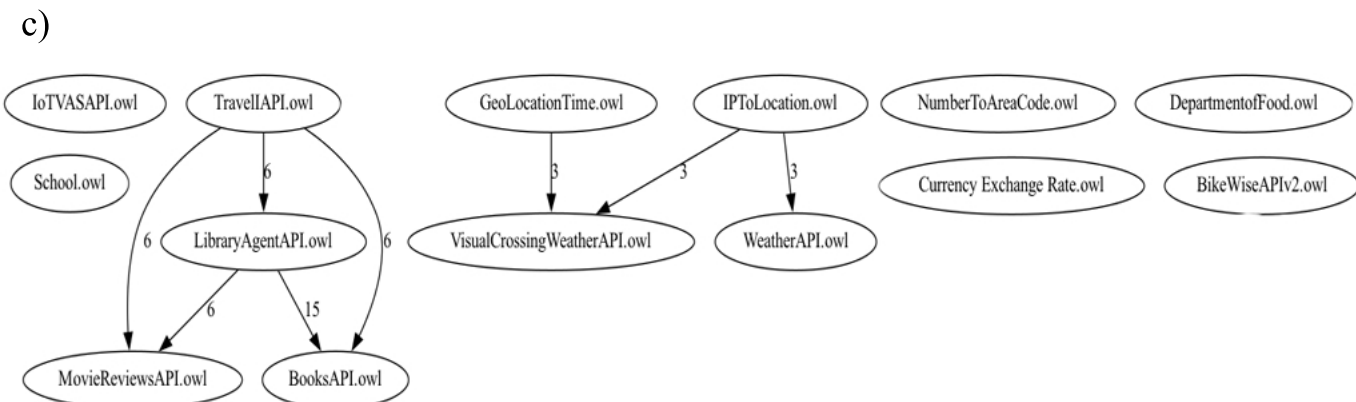 c)
IoTVASAPI.owl
TravelIAPI.owl
GeoLocationTime.owl
IPToLocation.owl
NumberToAreaCode.owl
DepartmentofFood.owl
6
3
3
3
School.owl
Currency Exchange Rate.owl
BikeWiseAPIv2.owl
6
LibraryAgentAPI.owl
6
VisualCrossingWeatherAPI.owl
WeatherAPI.owl
6
15
MovieReviewsAPI.owl
BooksAPI.owl